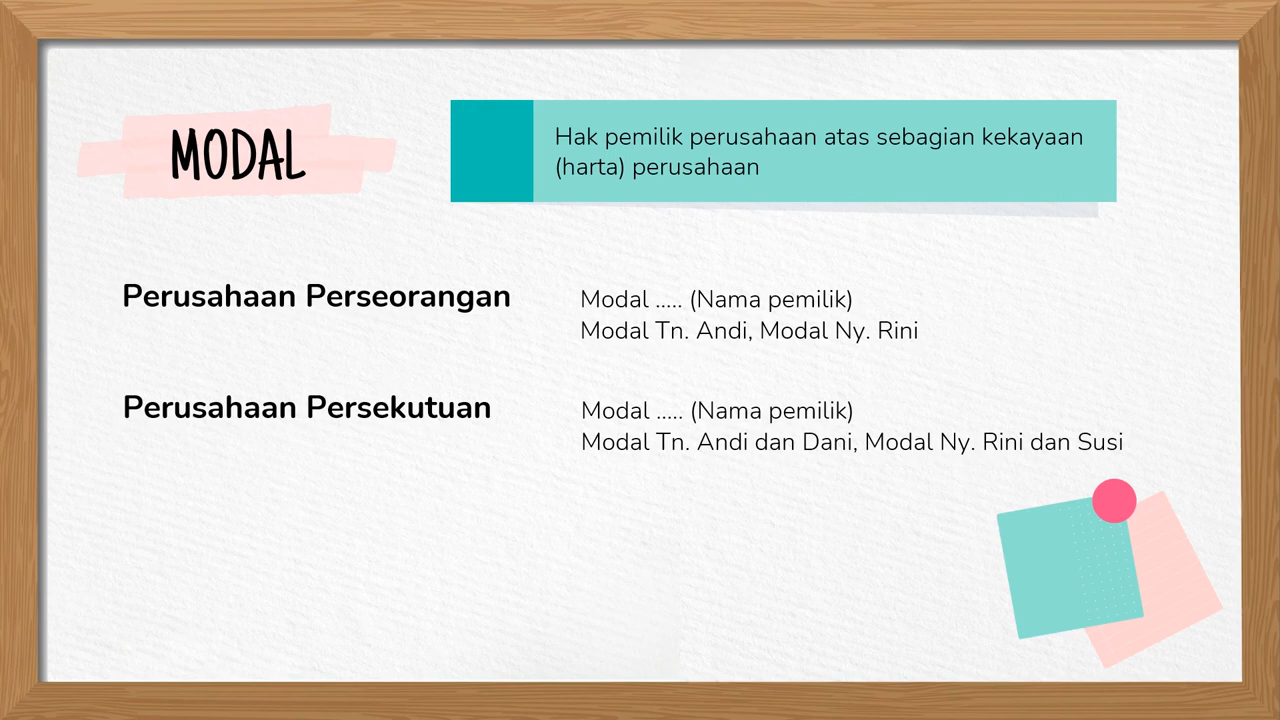 MODAL
Hak pemilik perusahaan atas sebagian kekayaan
(harta) perusahaan
Perusahaan Perseorangan
Modal ..... (Nama pemilik)
Modal Tn. Andi, Modal Ny. Rini
Perusahaan Persekutuan
Modal ..... (Nama pemilik)
Modal Tn. Andi dan Dani, Modal Ny. Rini dan Susi